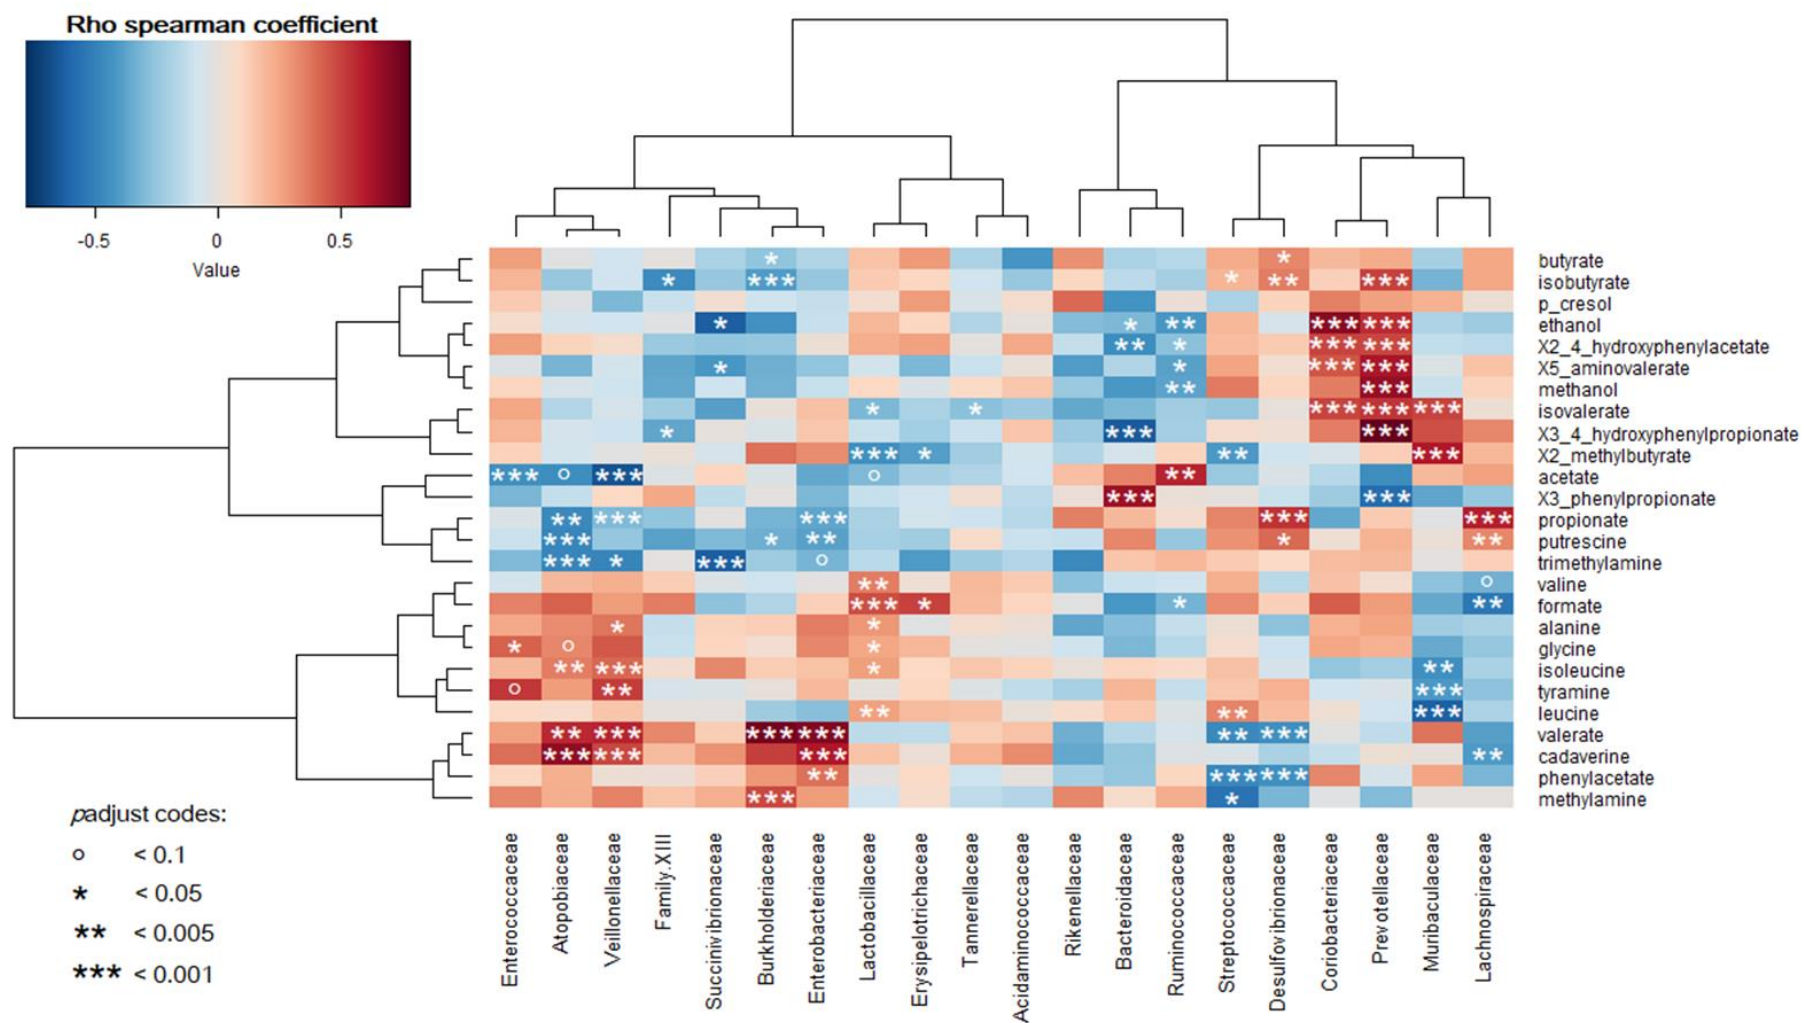 Rho spearman coefficient
-0.5 0 0.5
Value
* * butyrate
* *** * ** *** isobutyrate
p_cresol
* * ** *** *** ethanol
** * *** *** X2_4_hydroxyphenylacetate
* * *** *** X5_aminovalerate
** *** methanol
* * *** *** *** isovalerate
* *** *** X3_4_hydroxyphenylpropionate
*** * ** *** X2_methylbutyrate
*** ○ *** ○ ** acetate
*** *** X3_phenylpropionate
** *** *** *** *** propionate
*** * ** * ** putrescine
*** * *** ○ trimethylamine
** ○ valine
*** * * ** formate
* * alanine
* ○ * glycine
** *** * ** isoleucine
○ ** *** tyramine
** ** *** leucine
** *** *** *** ** *** valerate
*** *** *** ** cadaverine
** *** *** phenylacetate
*** * methylamine
padjust codes:
○ < 0.1
* < 0.05
** < 0.005
*** < 0.001
Enterococcaceae
Atopobiaceae
Veillonellaceae
Family.XIII
Succinivibrionaceae
Burkholderiaceae
Enterobacteriaceae
Lactobacillaceae
Erysipelotrichaceae
Tannerellaceae
Acidaminococcaceae
Rikenellaceae
Bacteroidaceae
Ruminococcaceae
Streptococcaceae
Desulfovibrionaceae
Coriobacteriaceae
Prevotellaceae
Muribaculaceae
Lachnospiraceae